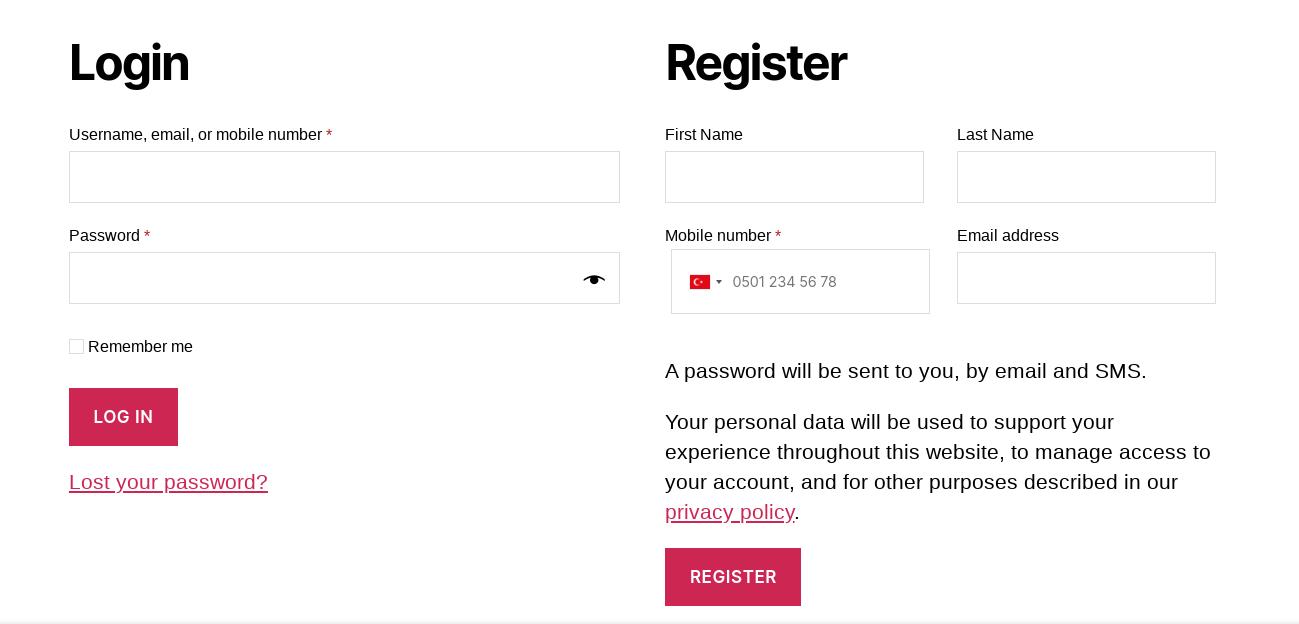 Login
Username, email, or mobile number *
Password *
Remember me
LOG IN
Lost your password?
Register
First Name
Last Name
Mobile number *
0501 234 56 78
Email address
A password will be sent to you, by email and SMS.
Your personal data will be used to support your
experience throughout this website, to manage access to
your account, and for other purposes described in our
privacy policy.
REGISTER